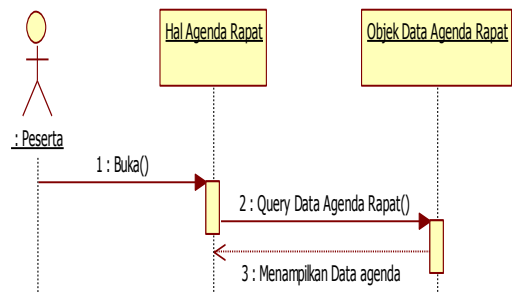 Hal Agenda Rapat
Objek Data Agenda Rapat
: Peserta
1 : Buka()
2 : Query Data Agenda Rapat()
3 : Menampilkan Data agenda